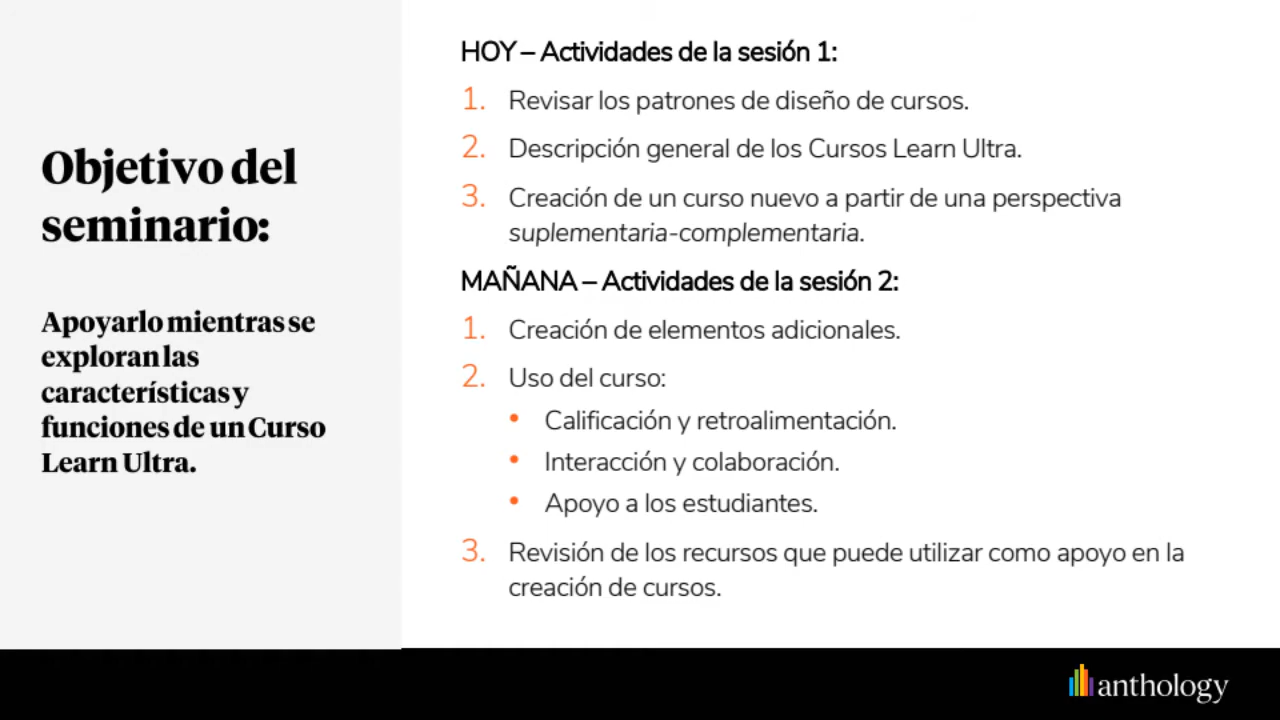 Objetivo del
seminario:
Apoyarlo mientras se
exploran las
características y
funciones de un Curso
Learn Ultra.
HOY – Actividades de la sesión 1:
1. Revisar los patrones de diseño de cursos.
2. Descripción general de los Cursos Learn Ultra.
3. Creación de un curso nuevo a partir de una perspectiva
suplementaria-complementaria.
MAÑANA – Actividades de la sesión 2:
1. Creación de elementos adicionales.
2. Uso del curso:
• Calificación y retroalimentación.
• Interacción y colaboración.
• Apoyo a los estudiantes.
3. Revisión de los recursos que puede utilizar como apoyo en la
creación de cursos.
anthology